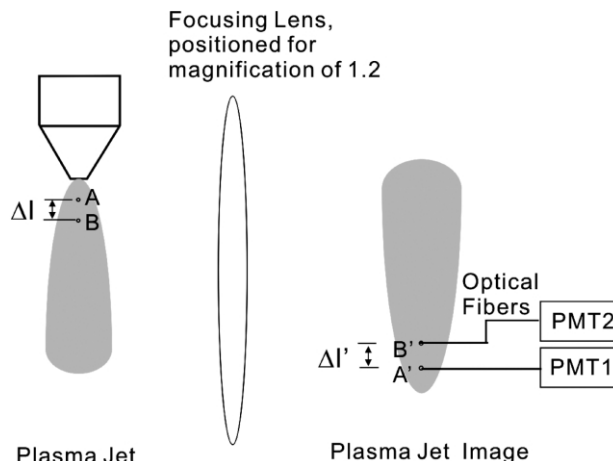 Focusing Lens,
positioned for
magnification of 1.2
A
Δl
B
Optical
Fibers
PMT2
B'
Δl'
A'
PMT1
Plasma Jet
Plasma Jet Image